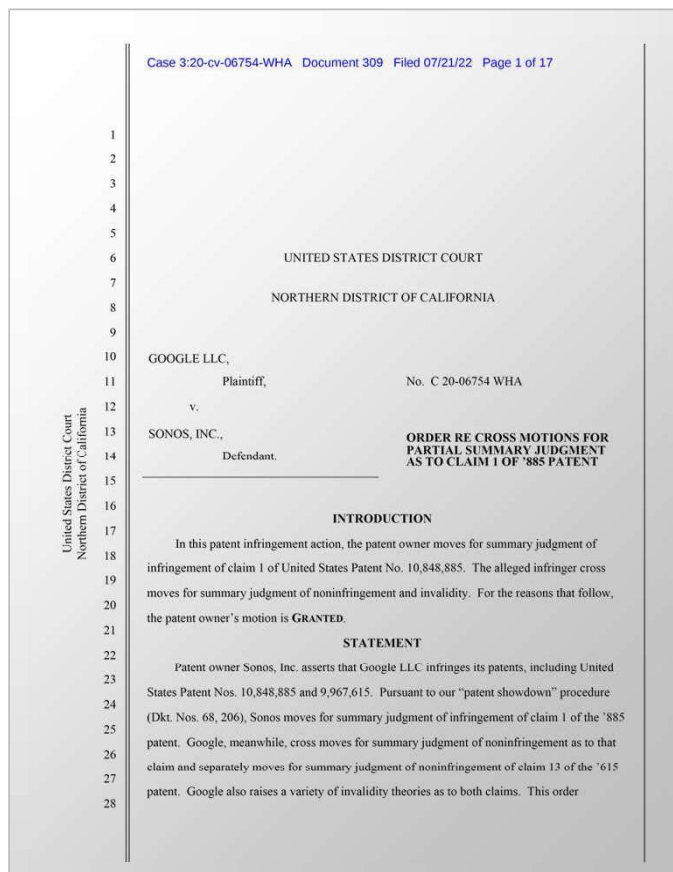 Case 3:20-cv-06754-WHA Document 309 Filed 07/21/22 Page 1 of 17
1
2
3
4
5
6 UNITED STATES DISTRICT COURT
7
8 NORTHERN DISTRICT OF CALIFORNIA
9
10 GOOGLE LLC,
11 Plaintiff, No. C 20-06754 WHA
12 v.
13 SONOS, INC., ORDER RE CROSS MOTIONS FOR
14 Defendant. PARTIAL SUMMARY JUDGMENT
AS TO CLAIM 1 OF ’885 PATENT
15
16
INTRODUCTION
17
In this patent infringement action, the patent owner moves for summary judgment of
18
infringement of claim 1 of United States Patent No. 10,848,885. The alleged infringer cross
19
moves for summary judgment of noninfringement and invalidity. For the reasons that follow,
20
the patent owner’s motion is GRANTED.
21
STATEMENT
22
Patent owner Sonos, Inc. asserts that Google LLC infringes its patents, including United
23
States Patent Nos. 10,848,885 and 9,967,615. Pursuant to our “patent showdown” procedure
24
(Dkt. Nos. 68, 206), Sonos moves for summary judgment of infringement of claim 1 of the ’885
25
patent. Google, meanwhile, cross moves for summary judgment of noninfringement as to that
26
claim and separately moves for summary judgment of noninfringement of claim 13 of the ’615
27
patent. Google also raises a variety of invalidity theories as to both claims. This order
28
United States District Court
Northern District of California